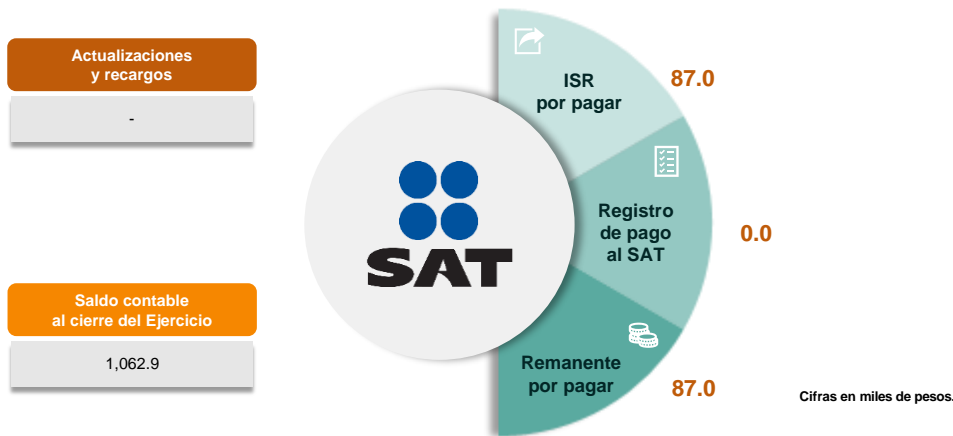 Actualizaciones
y recargos
-
Saldo contable
al cierre del Ejercicio
1,062.9
SAT
ISR
por pagar
87.0
Registro
de pago
al SAT
0.0
Remanente
por pagar
87.0
Cifras en miles de pesos.